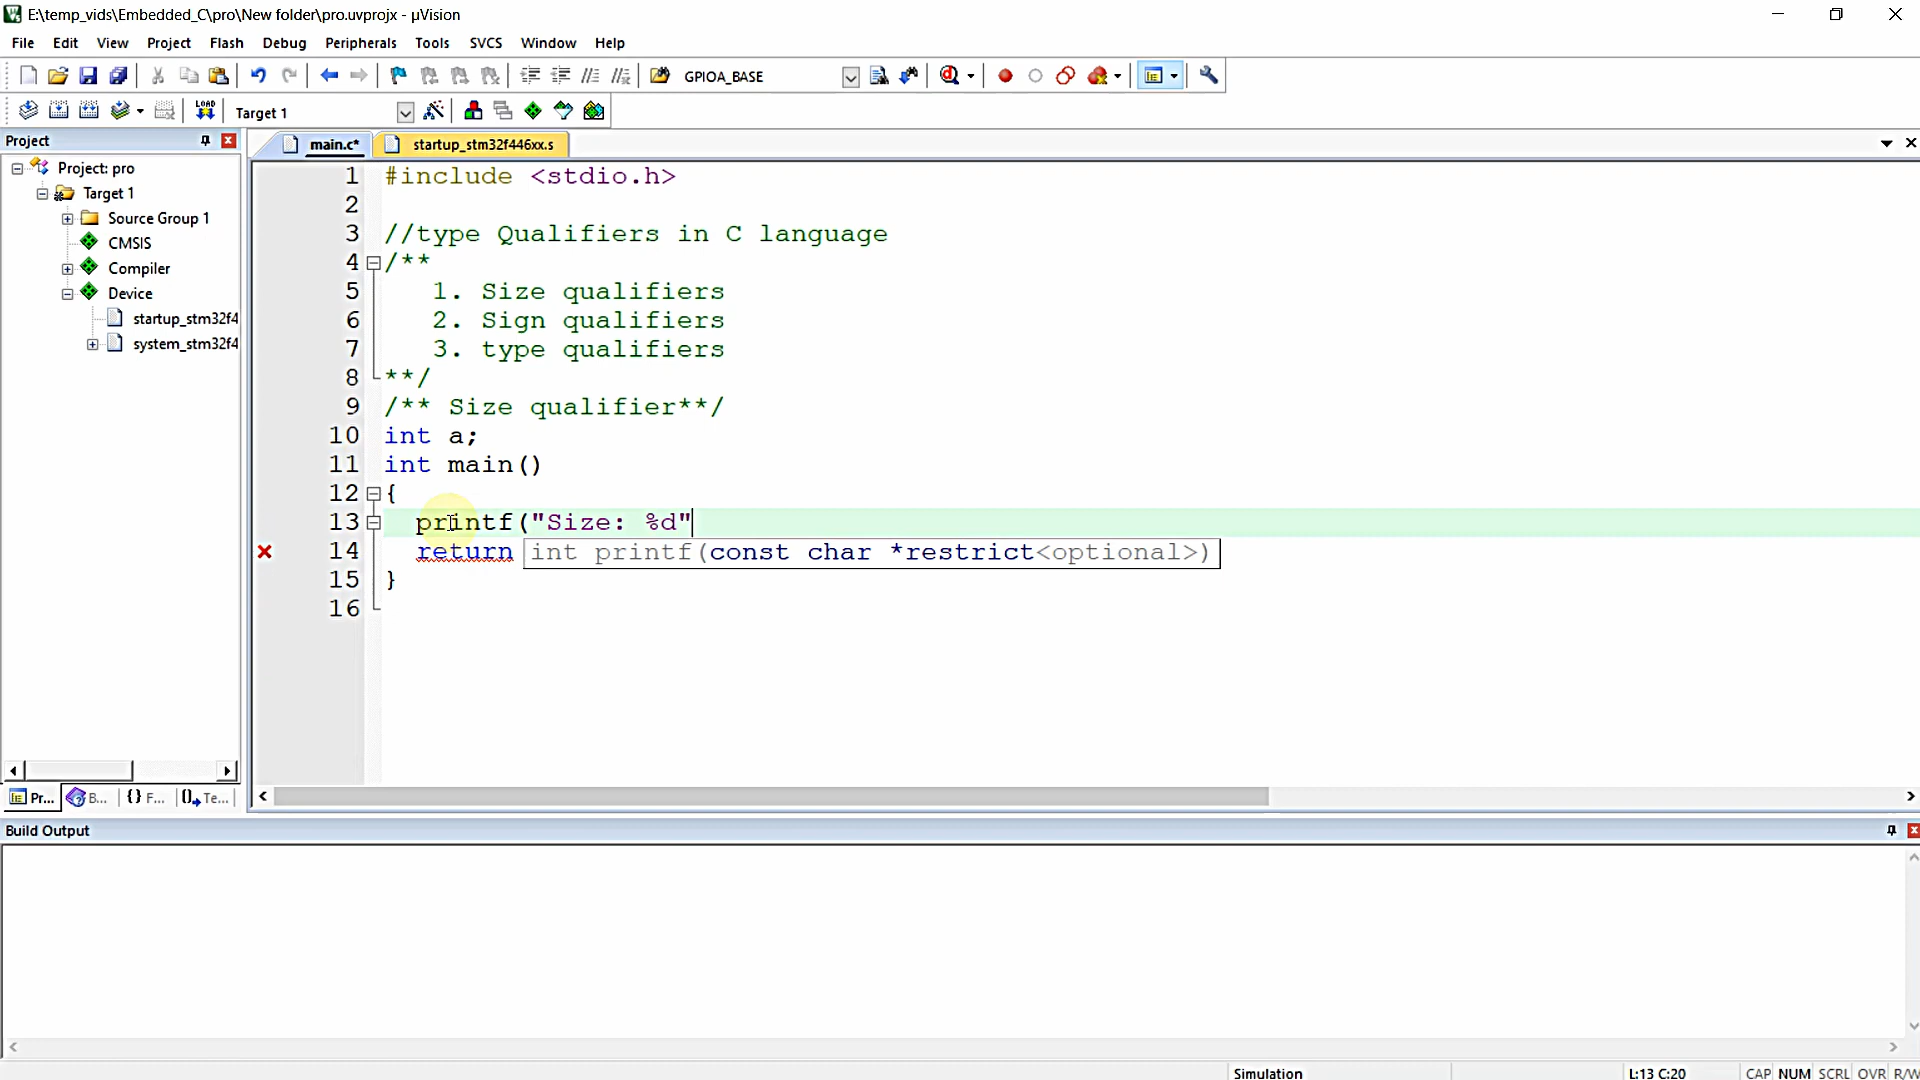 E:\temp_vids\Embedded_C\pro\New folder\pro.uvprojx - µVision
File Edit View Project Flash Debug Peripherals Tools SVCS Window Help
GPIOA_BASE
LOAD Target 1
Project
main.c* startup_stm32f446xx.s
Project: pro
Target 1
Source Group 1
CMSIS
Compiler
Device
startup_stm32f4
system_stm32f4
1 #include <stdio.h>
2
3 //type Qualifiers in C language
4 /**
5 1. Size qualifiers
6 2. Sign qualifiers
7 3. type qualifiers
8 **/
9 /** Size qualifier**/
10 int a;
11 int main()
12 {
13 printf("Size: %d"
14 return int printf(const char *restrict<optional>)
15 }
16
Pr... B... {} F... Te...
Build Output
Simulation L:13 C:20 CAP NUM SCRL OVR R/W